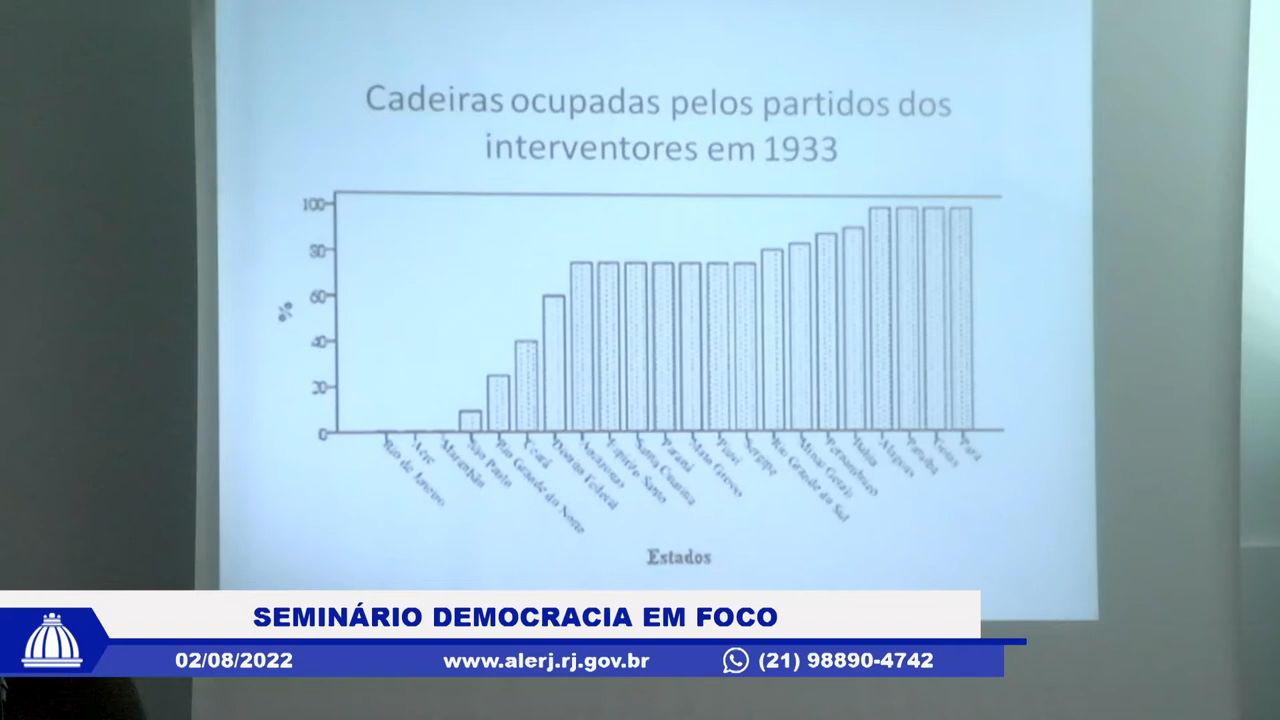 Cadeiras ocupadas pelos partidos dos
interventores em 1933
%
100
80
60
40
20
0
Rio de Janeiro
Acre
Maranhão
São Paulo
Rio Grande do Norte
Ceará
Distrito Federal
Amazonas
Espírito Santo
Santa Catarina
Paraná
Mato Grosso
Piauí
Sergipe
Rio Grande do Sul
Minas Gerais
Pernambuco
Bahia
Alagoas
Paraíba
Goiás
Pará
Estados
SEMINÁRIO DEMOCRACIA EM FOCO
02/08/2022 www.alerj.rj.gov.br (21) 98890-4742